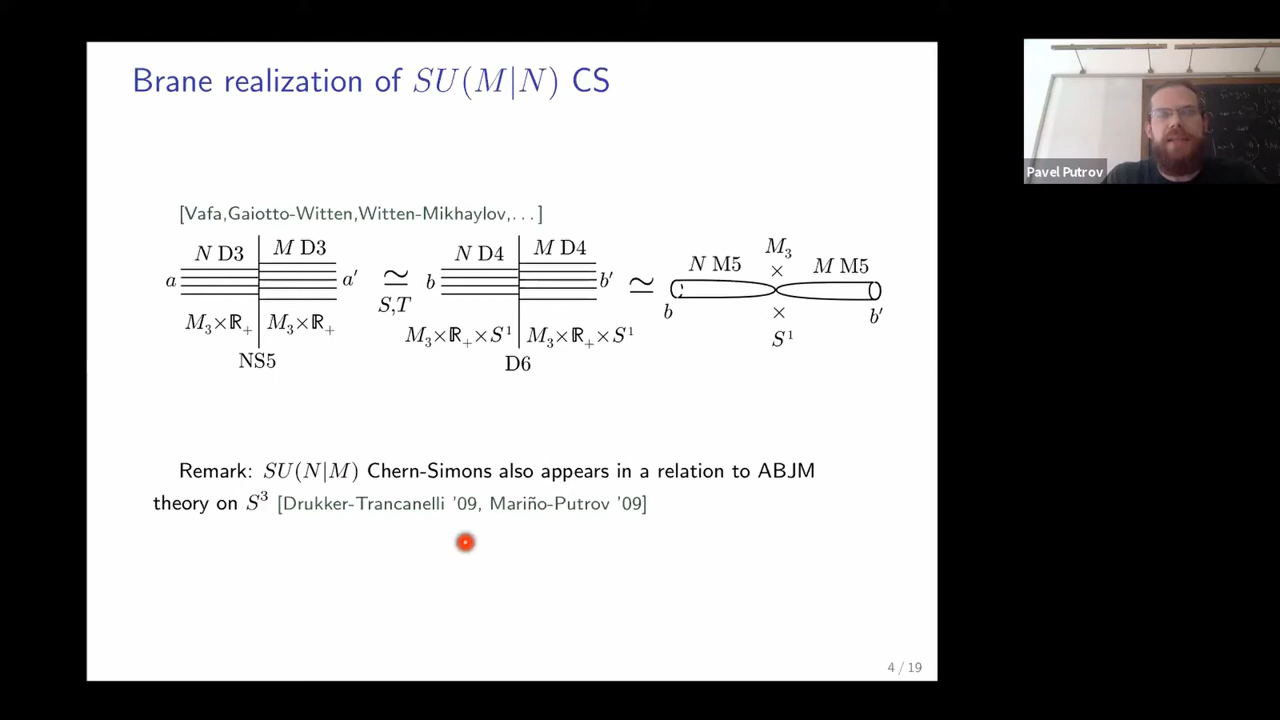 Brane realization of SU(M|N) CS
[Vafa,Gaiotto-Witten,Witten-Mikhaylov,...]
N D3 M D3
a a′ ≃ S,T
M₃×ℝ₊ M₃×ℝ₊
NS5
N D4 M D4
b b′ ≃
M₃×ℝ₊×S¹ M₃×ℝ₊×S¹
D6
M₃
N M5 × M M5
b × b′
S¹
Remark: SU(N|M) Chern-Simons also appears in a relation to ABJM
theory on S³ [Drukker-Trancanelli '09, Mariño-Putrov '09]
4 / 19
Pavel Putrov